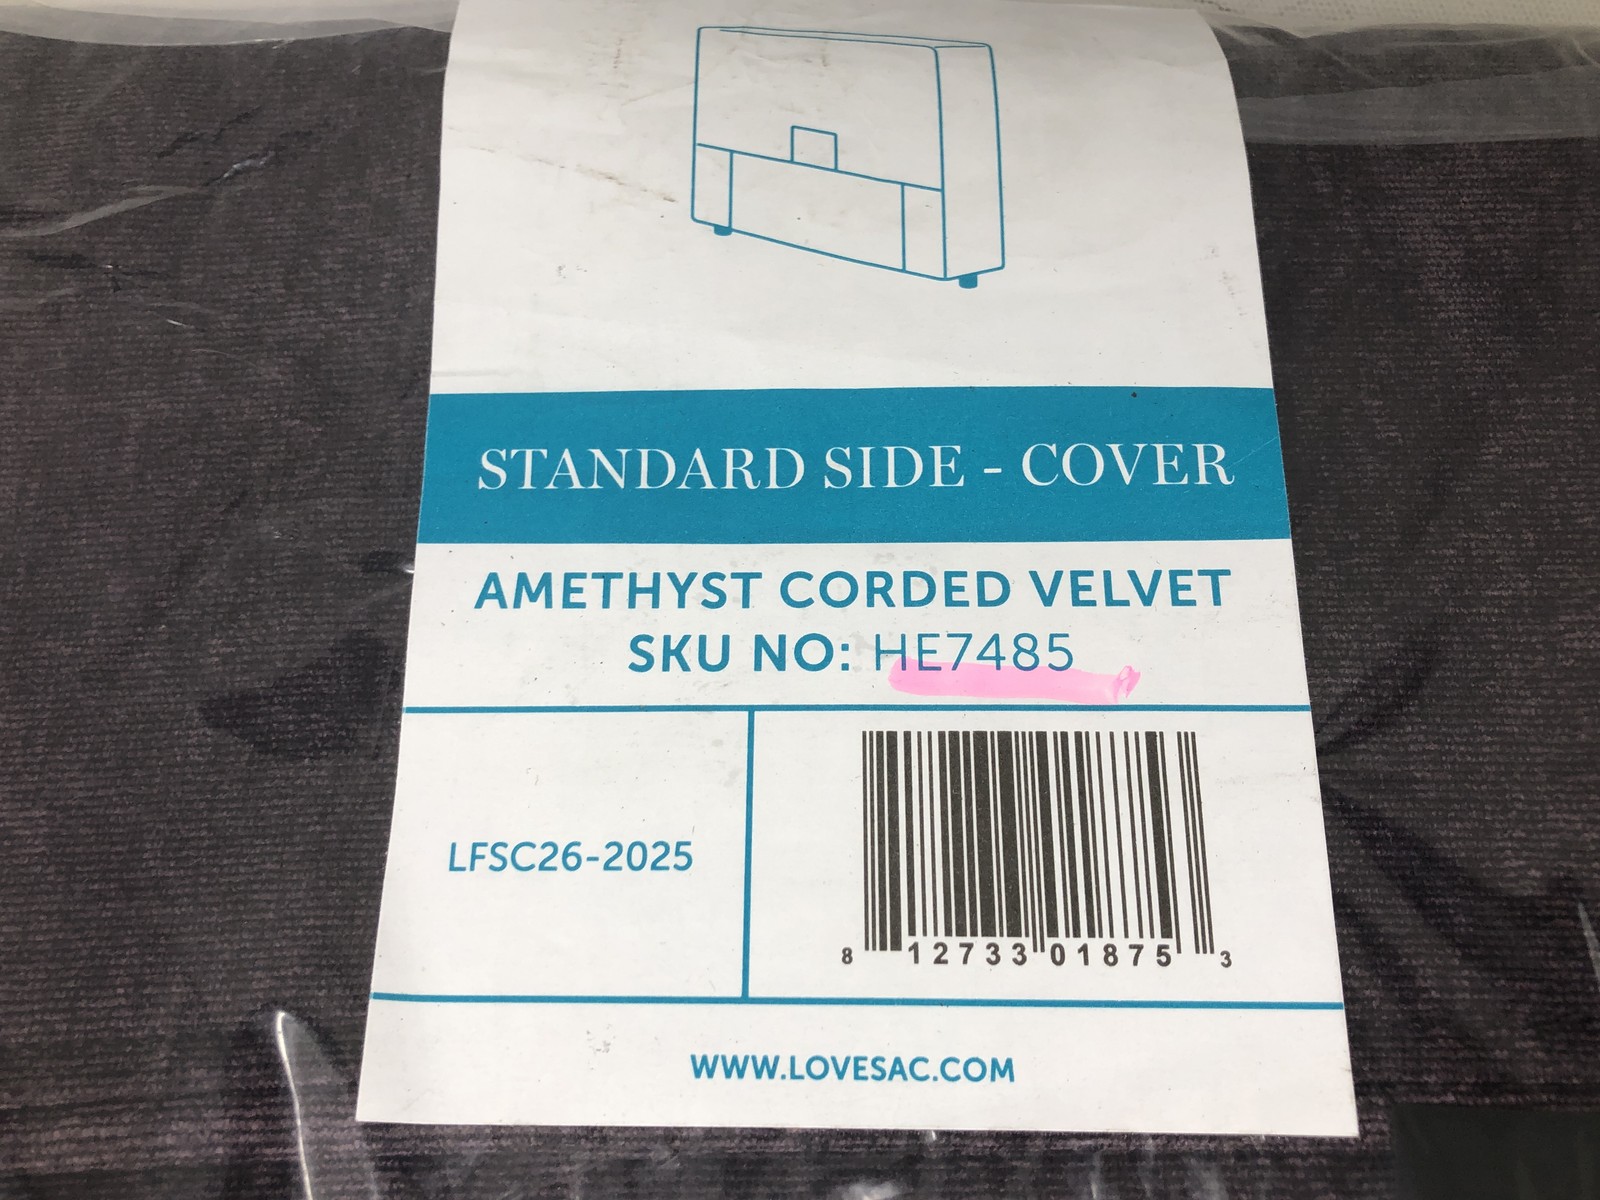 STANDARD SIDE - COVER
AMETHYST CORDED VELVET
SKU NO: HE7485
LFSC26-2025
8 12733 01875 3
WWW.LOVESAC.COM